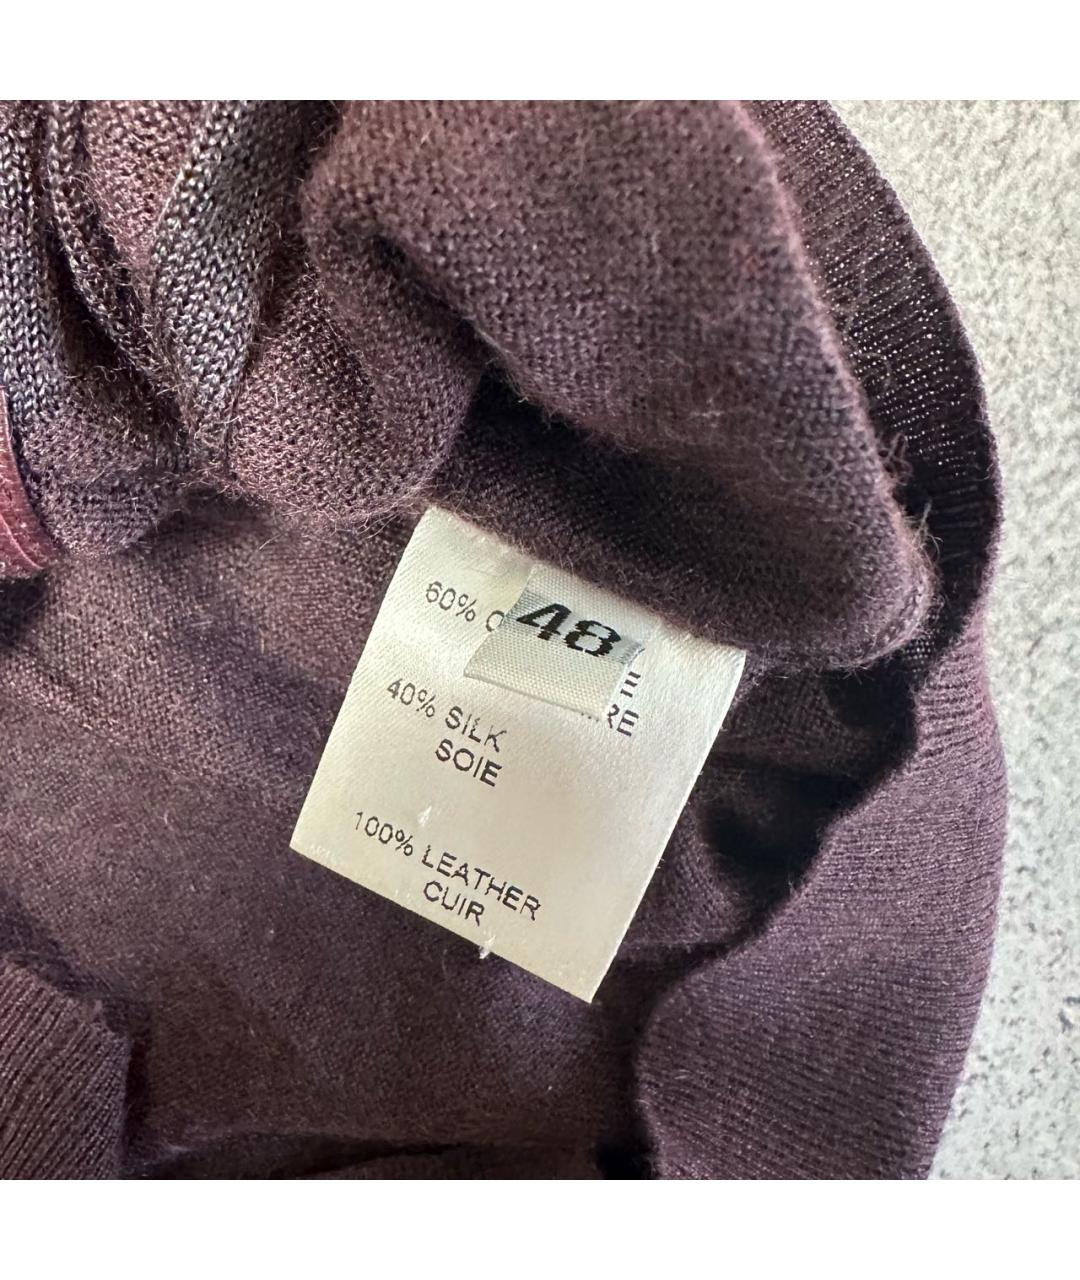 60%
48
40% SILK
SOIE
100% LEATHER
CUIR